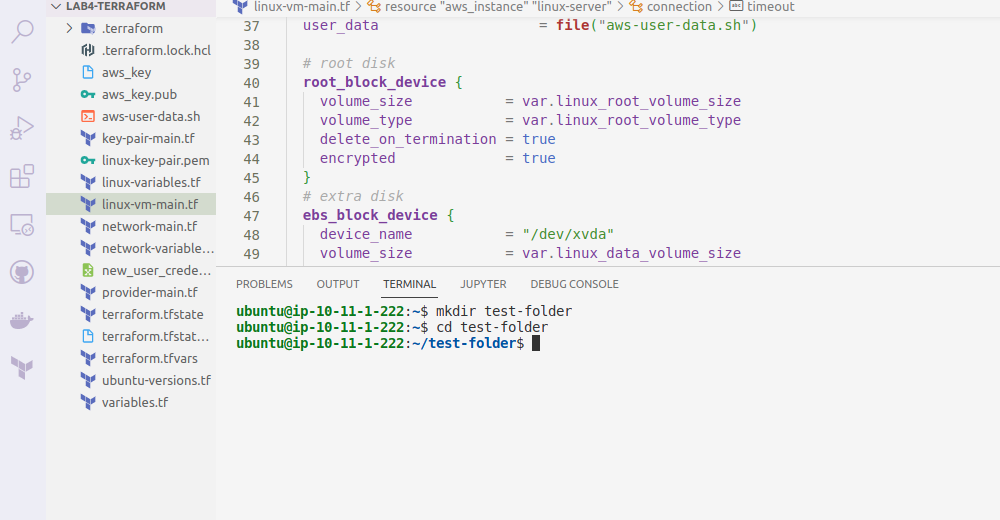 LAB4-TERRAFORM
.terraform
.terraform.lock.hcl
aws_key
aws_key.pub
aws-user-data.sh
key-pair-main.tf
linux-key-pair.pem
linux-variables.tf
linux-vm-main.tf
network-main.tf
network-variable...
new_user_crede...
provider-main.tf
terraform.tfstate
terraform.tfstat...
terraform.tfvars
ubuntu-versions.tf
variables.tf
linux-vm-main.tf > resource "aws_instance" "linux-server" > connection > abc timeout
37 user_data = file("aws-user-data.sh")
38
39 # root disk
40 root_block_device {
41 volume_size = var.linux_root_volume_size
42 volume_type = var.linux_root_volume_type
43 delete_on_termination = true
44 encrypted = true
45 }
46 # extra disk
47 ebs_block_device {
48 device_name = "/dev/xvda"
49 volume_size = var.linux_data_volume_size
PROBLEMS OUTPUT TERMINAL JUPYTER DEBUG CONSOLE
ubuntu@ip-10-11-1-222:~$ mkdir test-folder
ubuntu@ip-10-11-1-222:~$ cd test-folder
ubuntu@ip-10-11-1-222:~/test-folder$